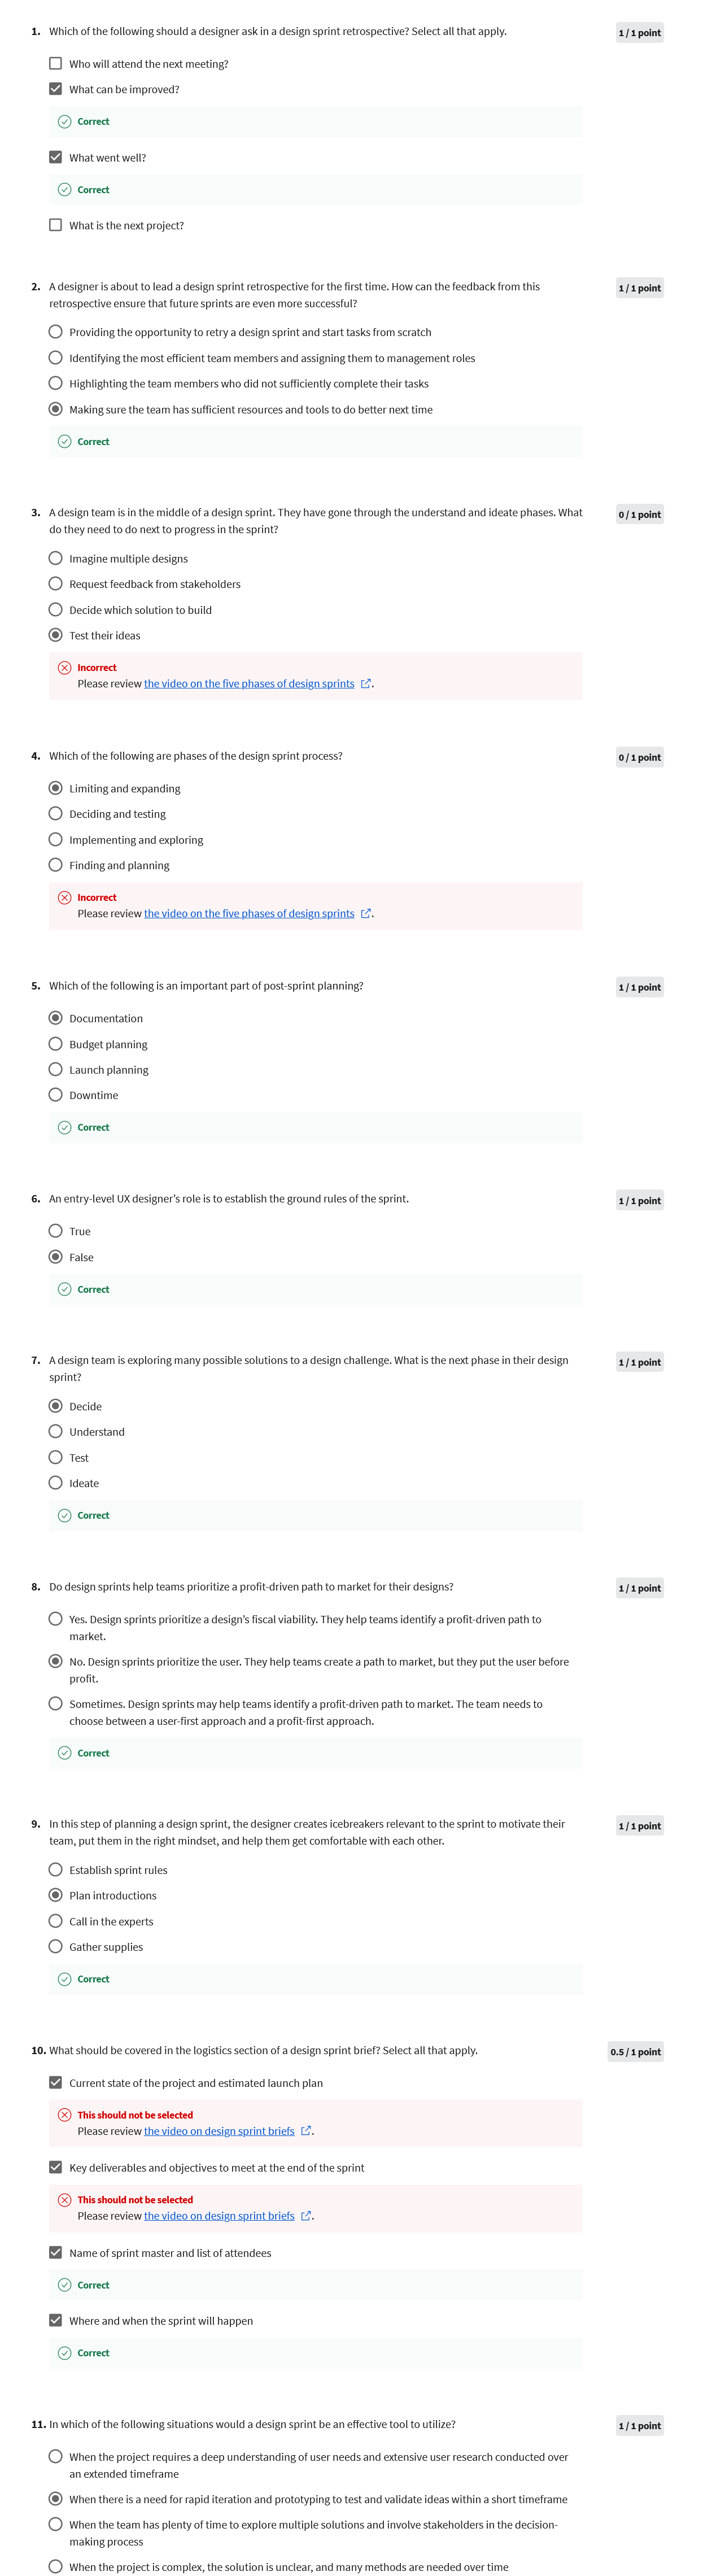 1. Which of the following should a designer ask in a design sprint retrospective? Select all that apply.
1 / 1 point
Who will attend the next meeting?
What can be improved?
Correct
What went well?
Correct
What is the next project?
2. A designer is about to lead a design sprint retrospective for the first time. How can the feedback from this
retrospective ensure that future sprints are even more successful?
1 / 1 point
Providing the opportunity to retry a design sprint and start tasks from scratch
Identifying the most efficient team members and assigning them to management roles
Highlighting the team members who did not sufficiently complete their tasks
Making sure the team has sufficient resources and tools to do better next time
Correct
3. A design team is in the middle of a design sprint. They have gone through the understand and ideate phases. What
do they need to do next to progress in the sprint?
0 / 1 point
Imagine multiple designs
Request feedback from stakeholders
Decide which solution to build
Test their ideas
Incorrect
Please review the video on the five phases of design sprints.
4. Which of the following are phases of the design sprint process?
0 / 1 point
Limiting and expanding
Deciding and testing
Implementing and exploring
Finding and planning
Incorrect
Please review the video on the five phases of design sprints.
5. Which of the following is an important part of post-sprint planning?
1 / 1 point
Documentation
Budget planning
Launch planning
Downtime
Correct
6. An entry-level UX designer's role is to establish the ground rules of the sprint.
1 / 1 point
True
False
Correct
7. A design team is exploring many possible solutions to a design challenge. What is the next phase in their design
sprint?
1 / 1 point
Decide
Understand
Test
Ideate
Correct
8. Do design sprints help teams prioritize a profit-driven path to market for their designs?
1 / 1 point
Yes. Design sprints prioritize a design's fiscal viability. They help teams identify a profit-driven path to
market.
No. Design sprints prioritize the user. They help teams create a path to market, but they put the user before
profit.
Sometimes. Design sprints may help teams identify a profit-driven path to market. The team needs to
choose between a user-first approach and a profit-first approach.
Correct
9. In this step of planning a design sprint, the designer creates icebreakers relevant to the sprint to motivate their
team, put them in the right mindset, and help them get comfortable with each other.
1 / 1 point
Establish sprint rules
Plan introductions
Call in the experts
Gather supplies
Correct
10. What should be covered in the logistics section of a design sprint brief? Select all that apply.
0.5 / 1 point
Current state of the project and estimated launch plan
This should not be selected
Please review the video on design sprint briefs.
Key deliverables and objectives to meet at the end of the sprint
This should not be selected
Please review the video on design sprint briefs.
Name of sprint master and list of attendees
Correct
Where and when the sprint will happen
Correct
11. In which of the following situations would a design sprint be an effective tool to utilize?
1 / 1 point
When the project requires a deep understanding of user needs and extensive user research conducted over
an extended timeframe
When there is a need for rapid iteration and prototyping to test and validate ideas within a short timeframe
When the team has plenty of time to explore multiple solutions and involve stakeholders in the decision-
making process
When the project is complex, the solution is unclear, and many methods are needed over time